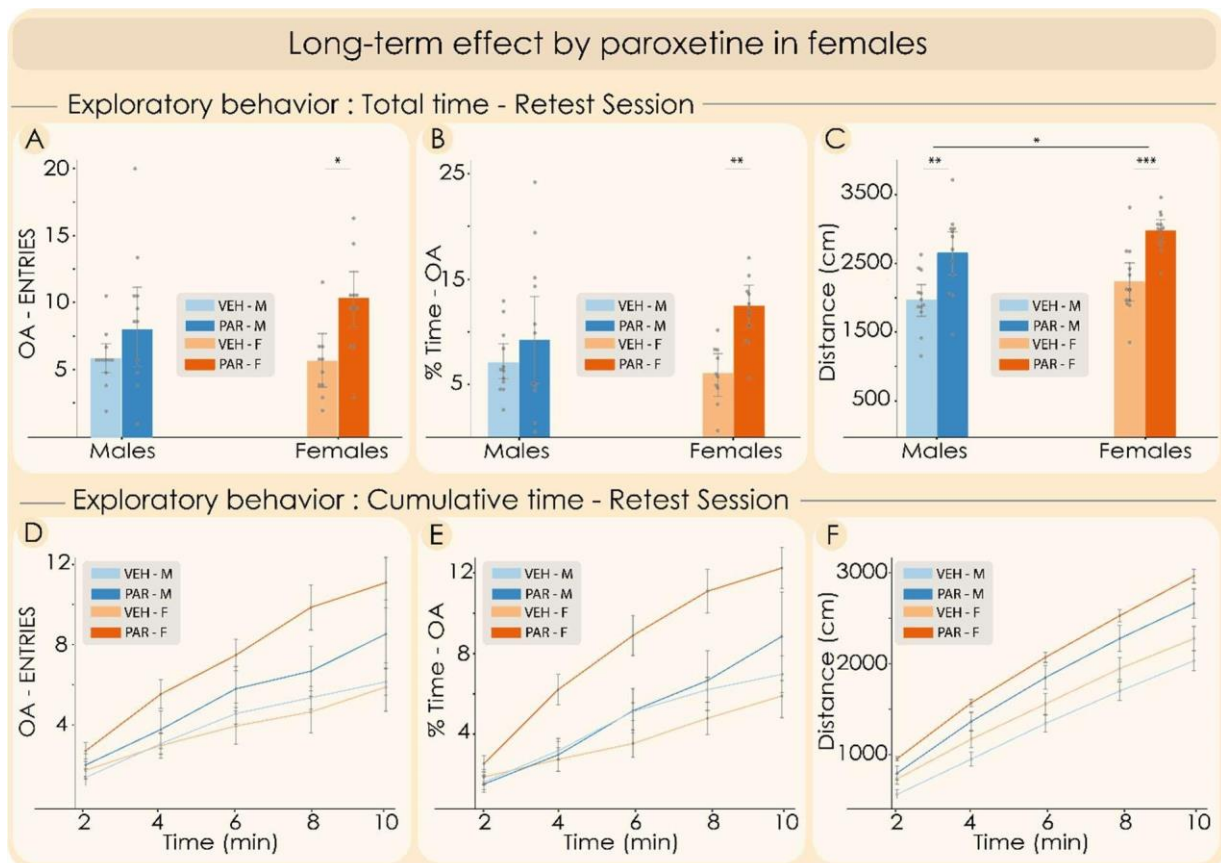 Long-term effect by paroxetine in females
Exploratory behavior : Total time - Retest Session
A
OA - ENTRIES
20
15
10
5
*
VEH - M
PAR - M
VEH - F
PAR - F
Males
Females
B
% Time - OA
25
15
5
**
VEH - M
PAR - M
VEH - F
PAR - F
Males
Females
C
Distance (cm)
3500
2500
1500
500
*
**
***
VEH - M
PAR - M
VEH - F
PAR - F
Males
Females
Exploratory behavior : Cumulative time - Retest Session
D
OA - ENTRIES
12
8
4
VEH - M
PAR - M
VEH - F
PAR - F
2 4 6 8 10
Time (min)
E
% Time - OA
12
8
4
VEH - M
PAR - M
VEH - F
PAR - F
2 4 6 8 10
Time (min)
F
Distance (cm)
3000
2000
1000
VEH - M
PAR - M
VEH - F
PAR - F
2 4 6 8 10
Time (min)